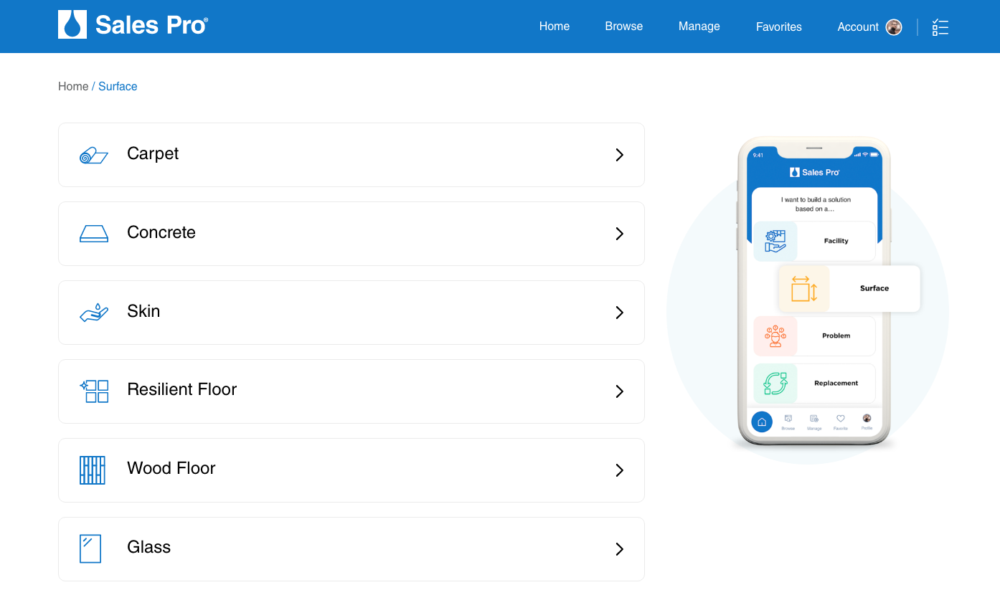 Sales Pro®
Home Browse Manage Favorites Account
Home / Surface
Carpet
Concrete
Skin
Resilient Floor
Wood Floor
Glass
9:41
Sales Pro
I want to build a solution
based on a...
Facility
Surface
Problem
Replacement
Browse Manage Favorite Profile